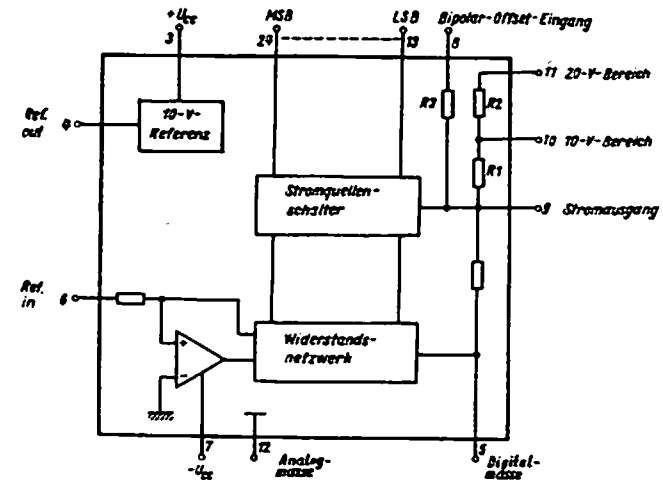 +Ucc
3
MSB
24
LSB
13
Bipolar-Offset-Eingang
8
11 20-V-Bereich
R3
R2
Ref. out 4
10-V-
Referenz
10 10-V-Bereich
R1
Stromquellen-
schalter
9 Stromausgang
Ref. in 6
+
-
Widerstands-
netzwerk
7
-Ucc
12
Analog-
masse
5
Digital-
masse